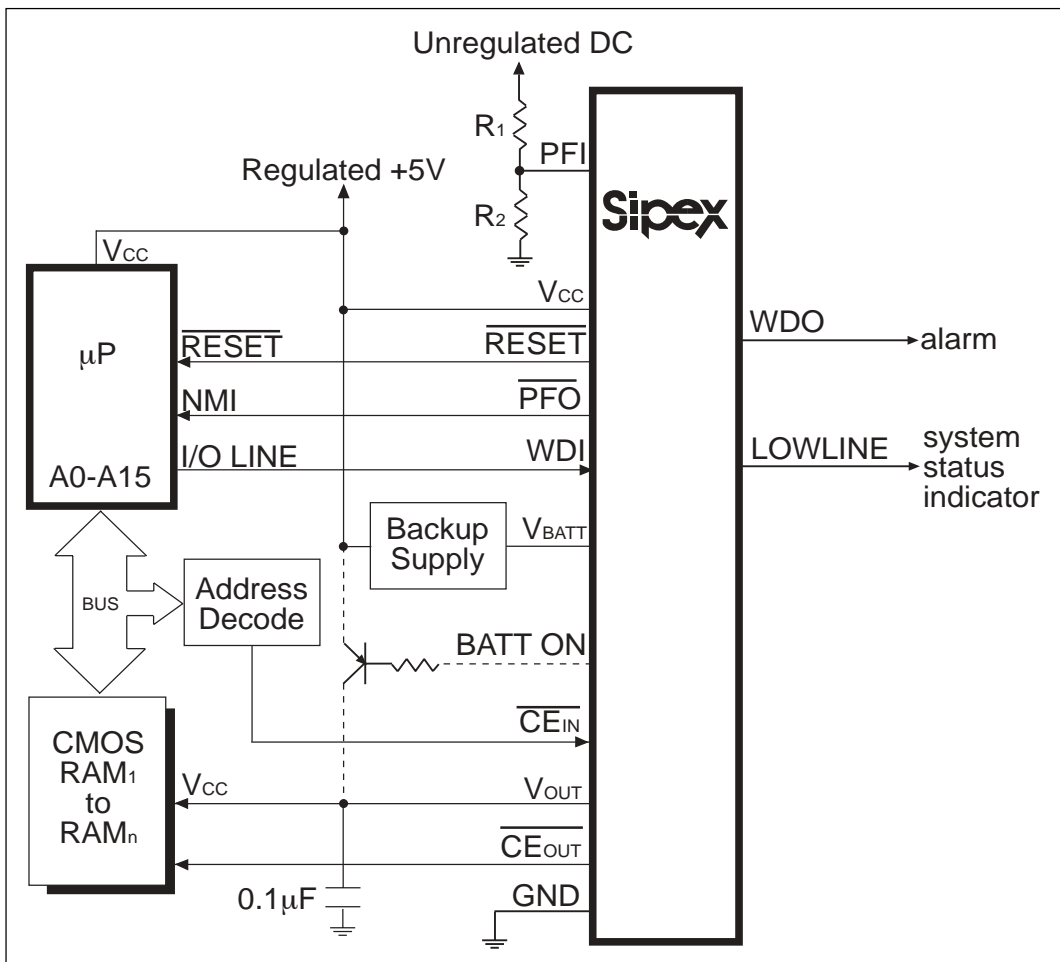 Unregulated DC
R1
PFI
Regulated +5V
R2
Sipex
VCC
VCC
WDO
alarm
RESET
RESET
μP
NMI
PFO
I/O LINE
WDI
LOWLINE
system
status
indicator
A0-A15
Backup
Supply
VBATT
Address
Decode
BUS
BATT ON
CEIN
CMOS
RAM1
to
RAMn
VCC
VOUT
CEOUT
0.1μF
GND